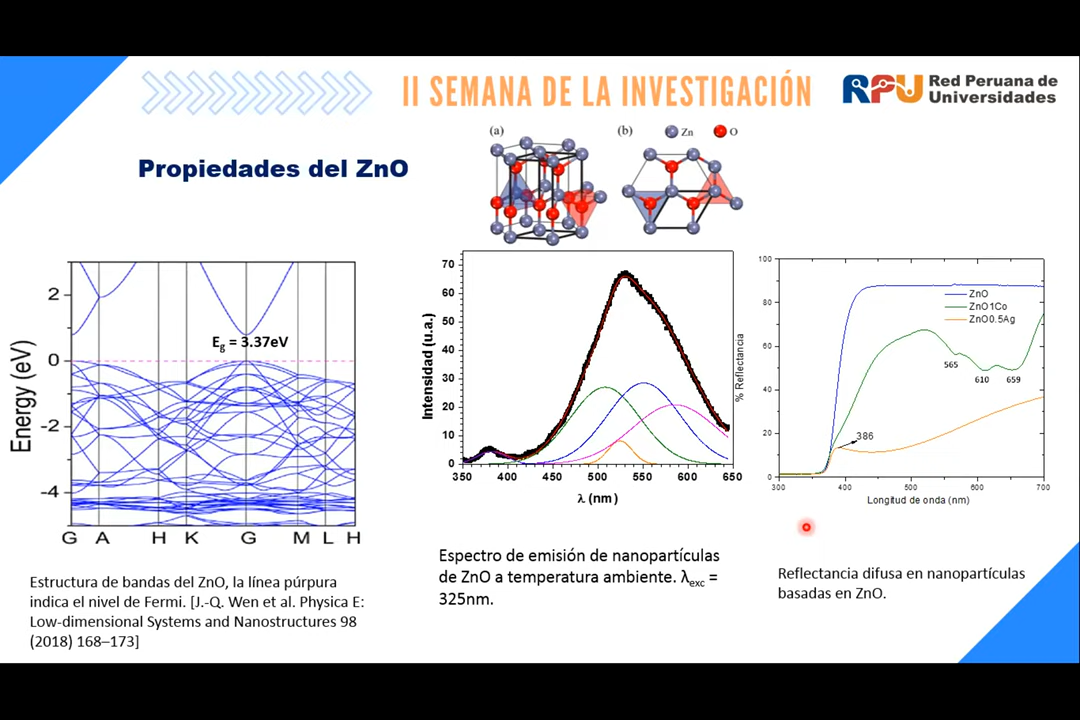 II SEMANA DE LA INVESTIGACIÓN
RPU Red Peruana de
Universidades
Propiedades del ZnO
(a)
(b)
Zn
O
Energy (eV)
2
0
-2
-4
E_g = 3.37eV
G A H K G M L H
Estructura de bandas del ZnO, la línea púrpura
indica el nivel de Fermi. [J.-Q. Wen et al. Physica E:
Low-dimensional Systems and Nanostructures 98
(2018) 168–173]
Intensidad (u.a.)
70
60
50
40
30
20
10
0
350 400 450 500 550 600 650
λ (nm)
Espectro de emisión de nanopartículas
de ZnO a temperatura ambiente. λexc =
325nm.
% Reflectancia
100
80
60
40
20
0
ZnO
ZnO1Co
ZnO0.5Ag
565
610
659
386
300 400 500 600 700
Longitud de onda (nm)
Reflectancia difusa en nanopartículas
basadas en ZnO.